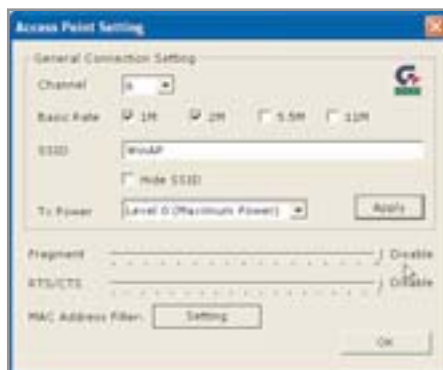 Access Point Setting
General Connection Setting
Channel 6
Basic Rate 1M 2M 5.5M 11M
SSID WinAP
Hide SSID
Tx Power Level 0 (Maximum Power) Apply
Fragment Disable
RTS/CTS Disable
MAC Address Filter: Setting
OK